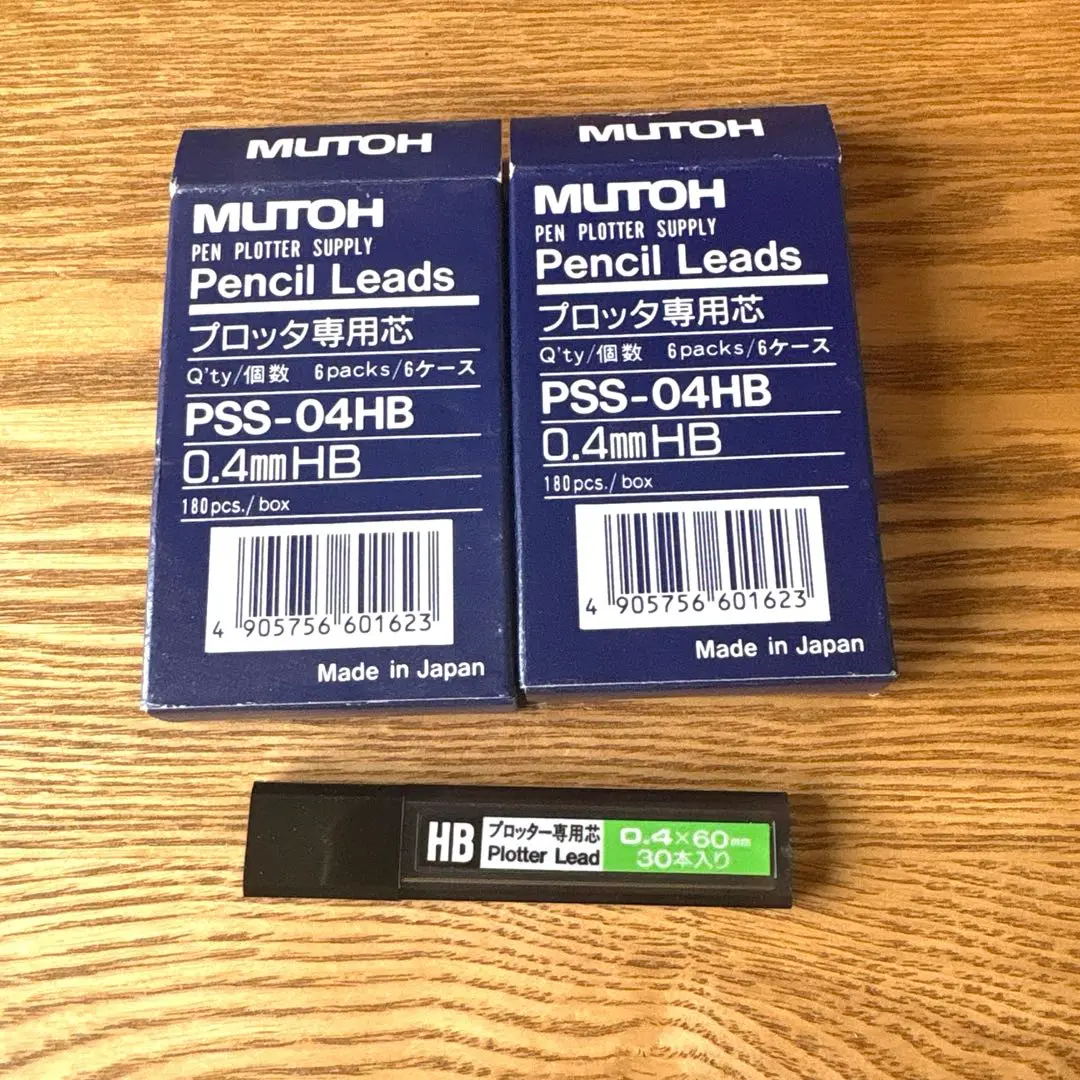 MUTOH
MUTOH
PEN PLOTTER SUPPLY
Pencil Leads
プロッタ専用芯
Q'ty/個数 6packs/6ケース
PSS-04HB
0.4mmHB
180pcs./box
4 905756 601623
Made in Japan
MUTOH
MUTOH
PEN PLOTTER SUPPLY
Pencil Leads
プロッタ専用芯
Q'ty/個数 6packs/6ケース
PSS-04HB
0.4mmHB
180pcs./box
4 905756 601623
Made in Japan
HB
プロッター専用芯
Plotter Lead
0.4×60mm
30本入り